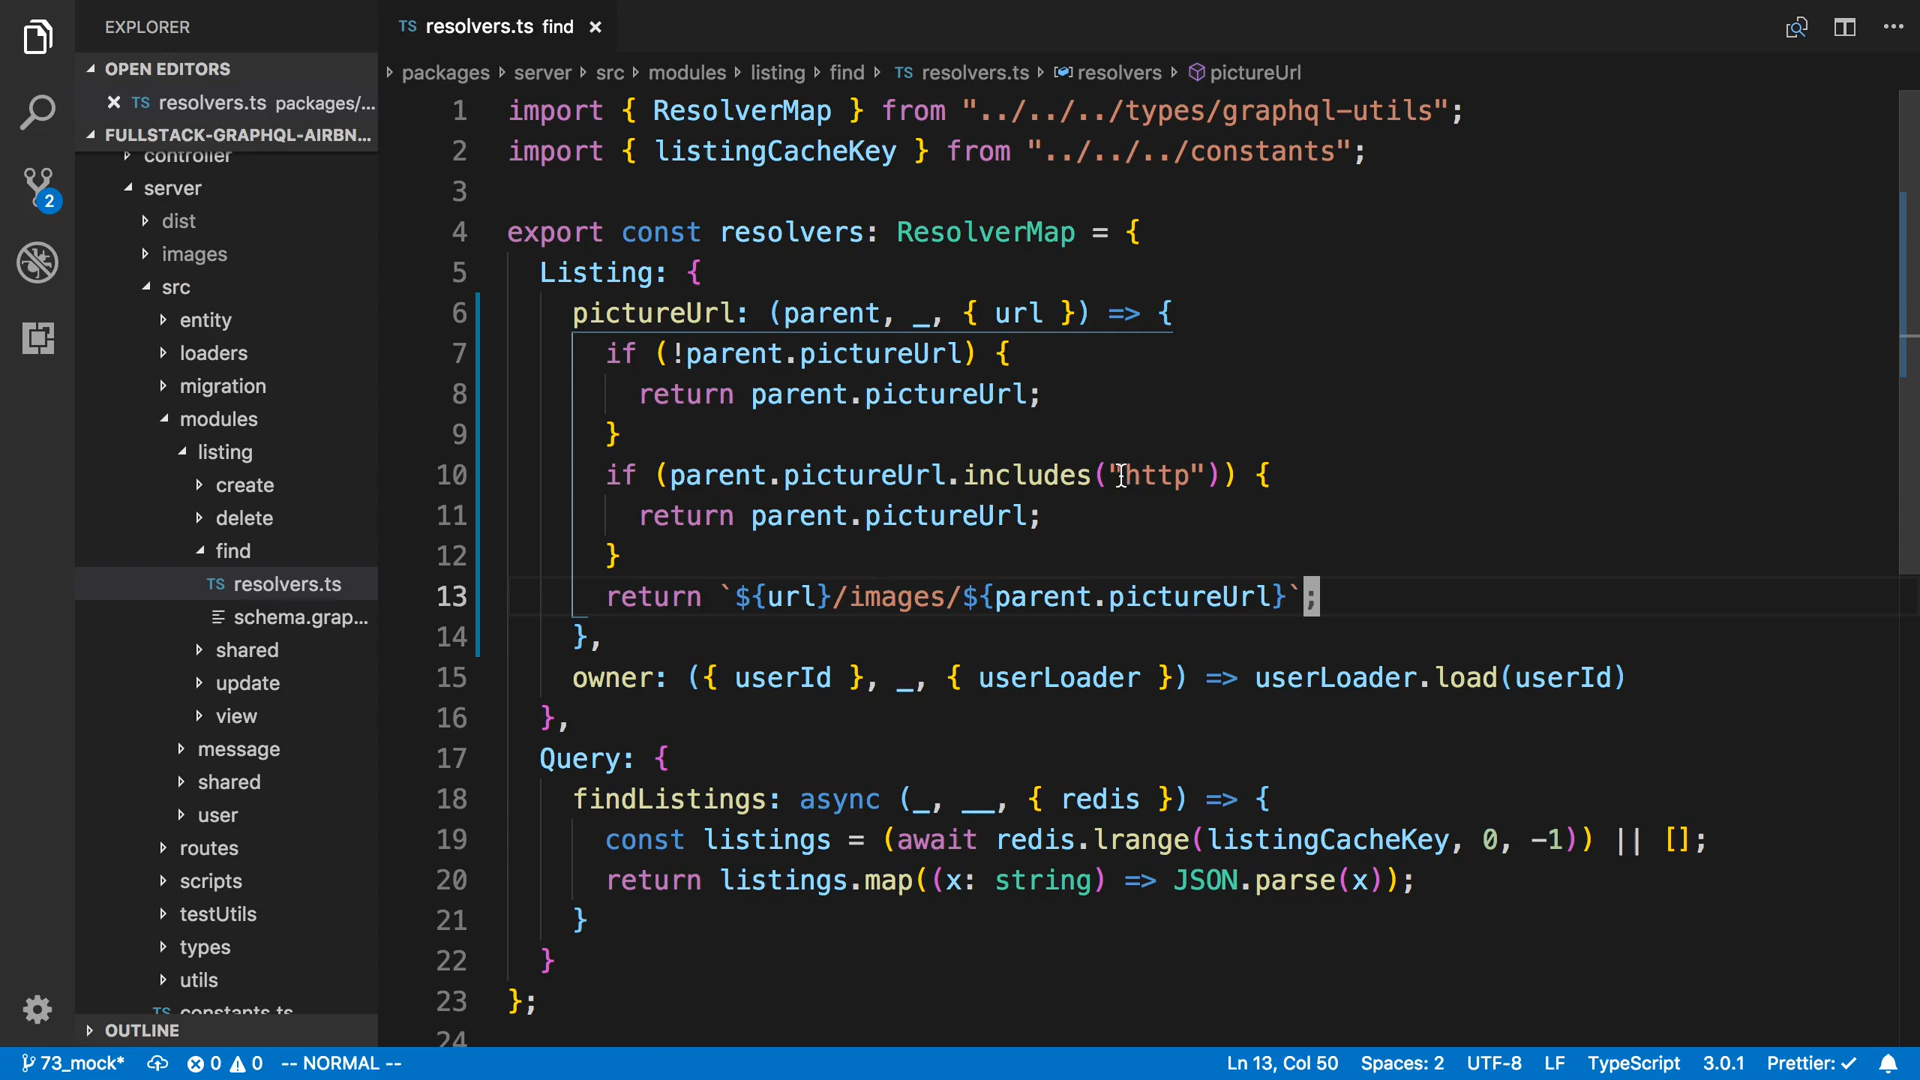 EXPLORER
OPEN EDITORS
TS resolvers.ts packages/...
FULLSTACK-GRAPHQL-AIRBN...
controller
server
dist
images
src
entity
loaders
migration
modules
listing
create
delete
find
TS resolvers.ts
schema.grap...
shared
update
view
message
shared
user
routes
scripts
testUtils
types
utils
constants.ts
OUTLINE
2
TS resolvers.ts find
packages server src modules listing find TS resolvers.ts resolvers pictureUrl
1 import { ResolverMap } from "../../../types/graphql-utils";
2 import { listingCacheKey } from "../../../constants";
3
4 export const resolvers: ResolverMap = {
5 Listing: {
6 pictureUrl: (parent, _, { url }) => {
7 if (!parent.pictureUrl) {
8 return parent.pictureUrl;
9 }
10 if (parent.pictureUrl.includes("http")) {
11 return parent.pictureUrl;
12 }
13 return `${url}/images/${parent.pictureUrl}`;
14 },
15 owner: ({ userId }, _, { userLoader }) => userLoader.load(userId)
16 },
17 Query: {
18 findListings: async (_, __, { redis }) => {
19 const listings = (await redis.lrange(listingCacheKey, 0, -1)) || [];
20 return listings.map((x: string) => JSON.parse(x));
21 }
22 }
23 };
24
73_mock* 0 0 -- NORMAL -- Ln 13, Col 50 Spaces: 2 UTF-8 LF TypeScript 3.0.1 Prettier: ✓